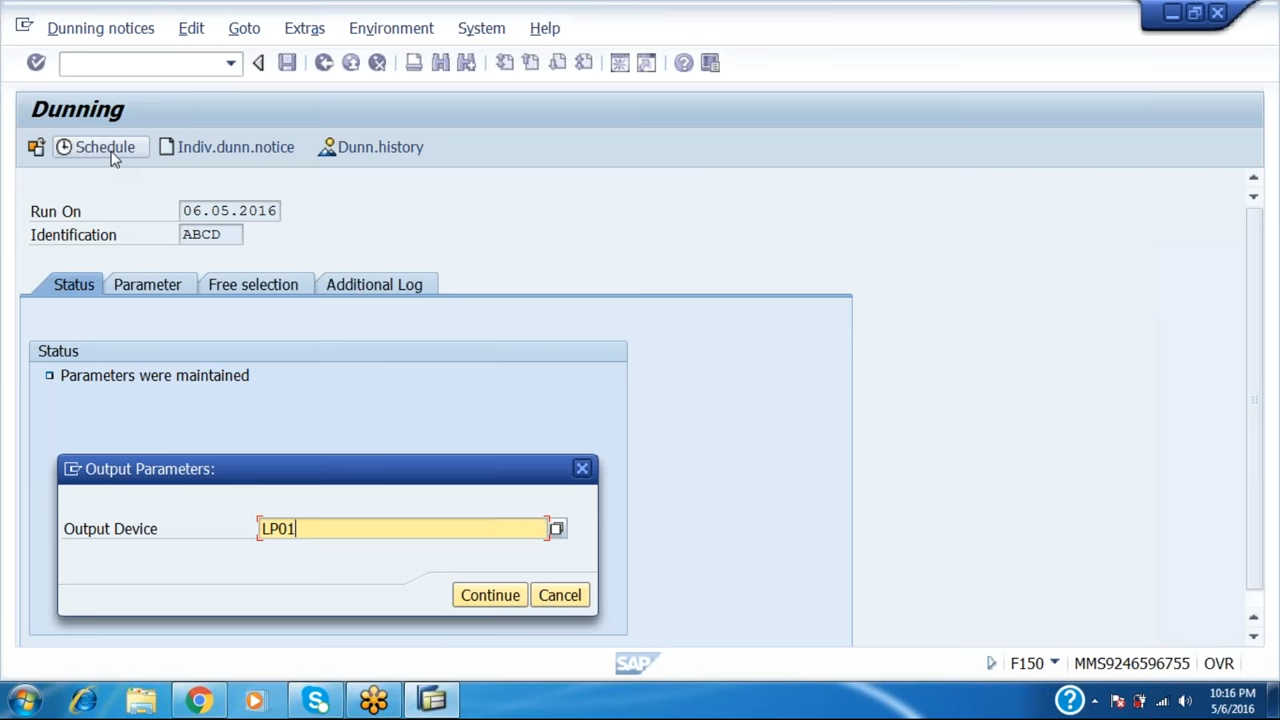 Dunning notices Edit Goto Extras Environment System Help
Dunning
Schedule Indiv.dunn.notice Dunn.history
Run On 06.05.2016
Identification ABCD
Status Parameter Free selection Additional Log
Status
Parameters were maintained
Output Parameters:
Output Device LP01
Continue Cancel
SAP F150 MMS9246596755 OVR
10:16 PM
5/6/2016